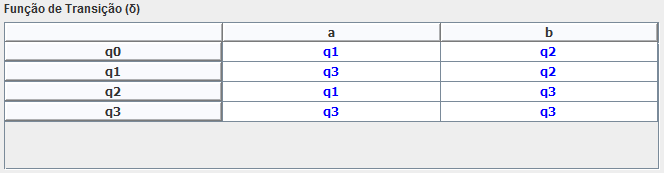 Função de Transição (δ)
a b
q0 q1 q2
q1 q3 q2
q2 q1 q3
q3 q3 q3